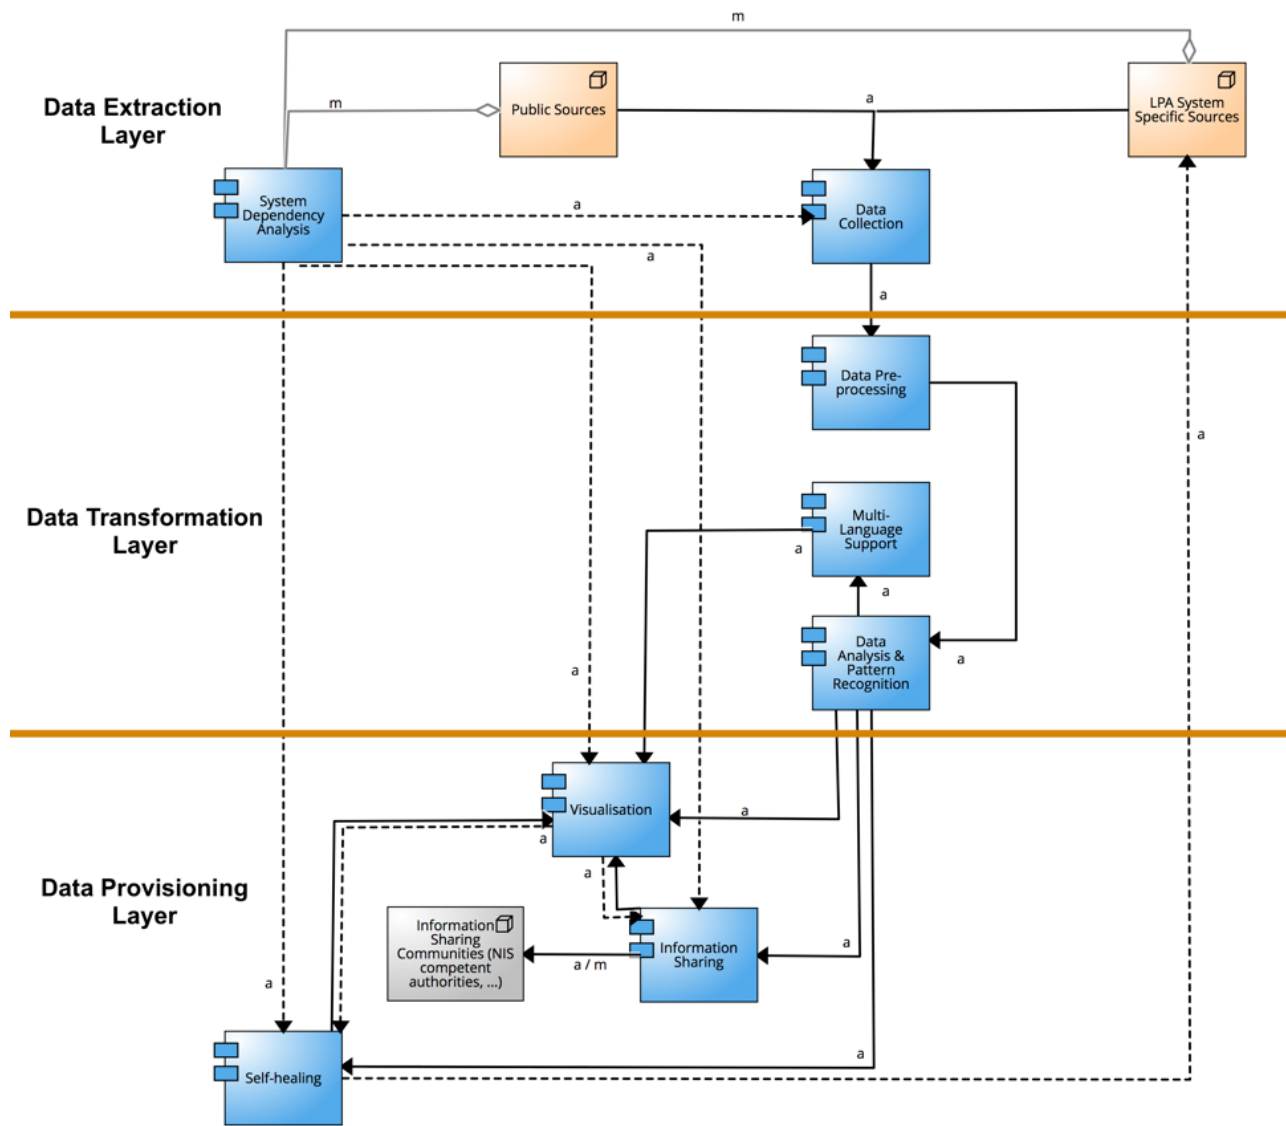 m
Data Extraction
Layer
m
Public Sources
a
LPA System
Specific Sources
System
Dependency
Analysis
a
Data
Collection
a
a
Data Pre-
processing
a
Data Transformation
Layer
Multi-
Language
Support
a
a
Data
Analysis &
Pattern
Recognition
a
a
Visualisation
a
a
Data Provisioning
Layer
a
Information
Sharing
Communities (NIS
competent
authorities, ...)
a / m
Information
Sharing
a
a
Self-healing
a